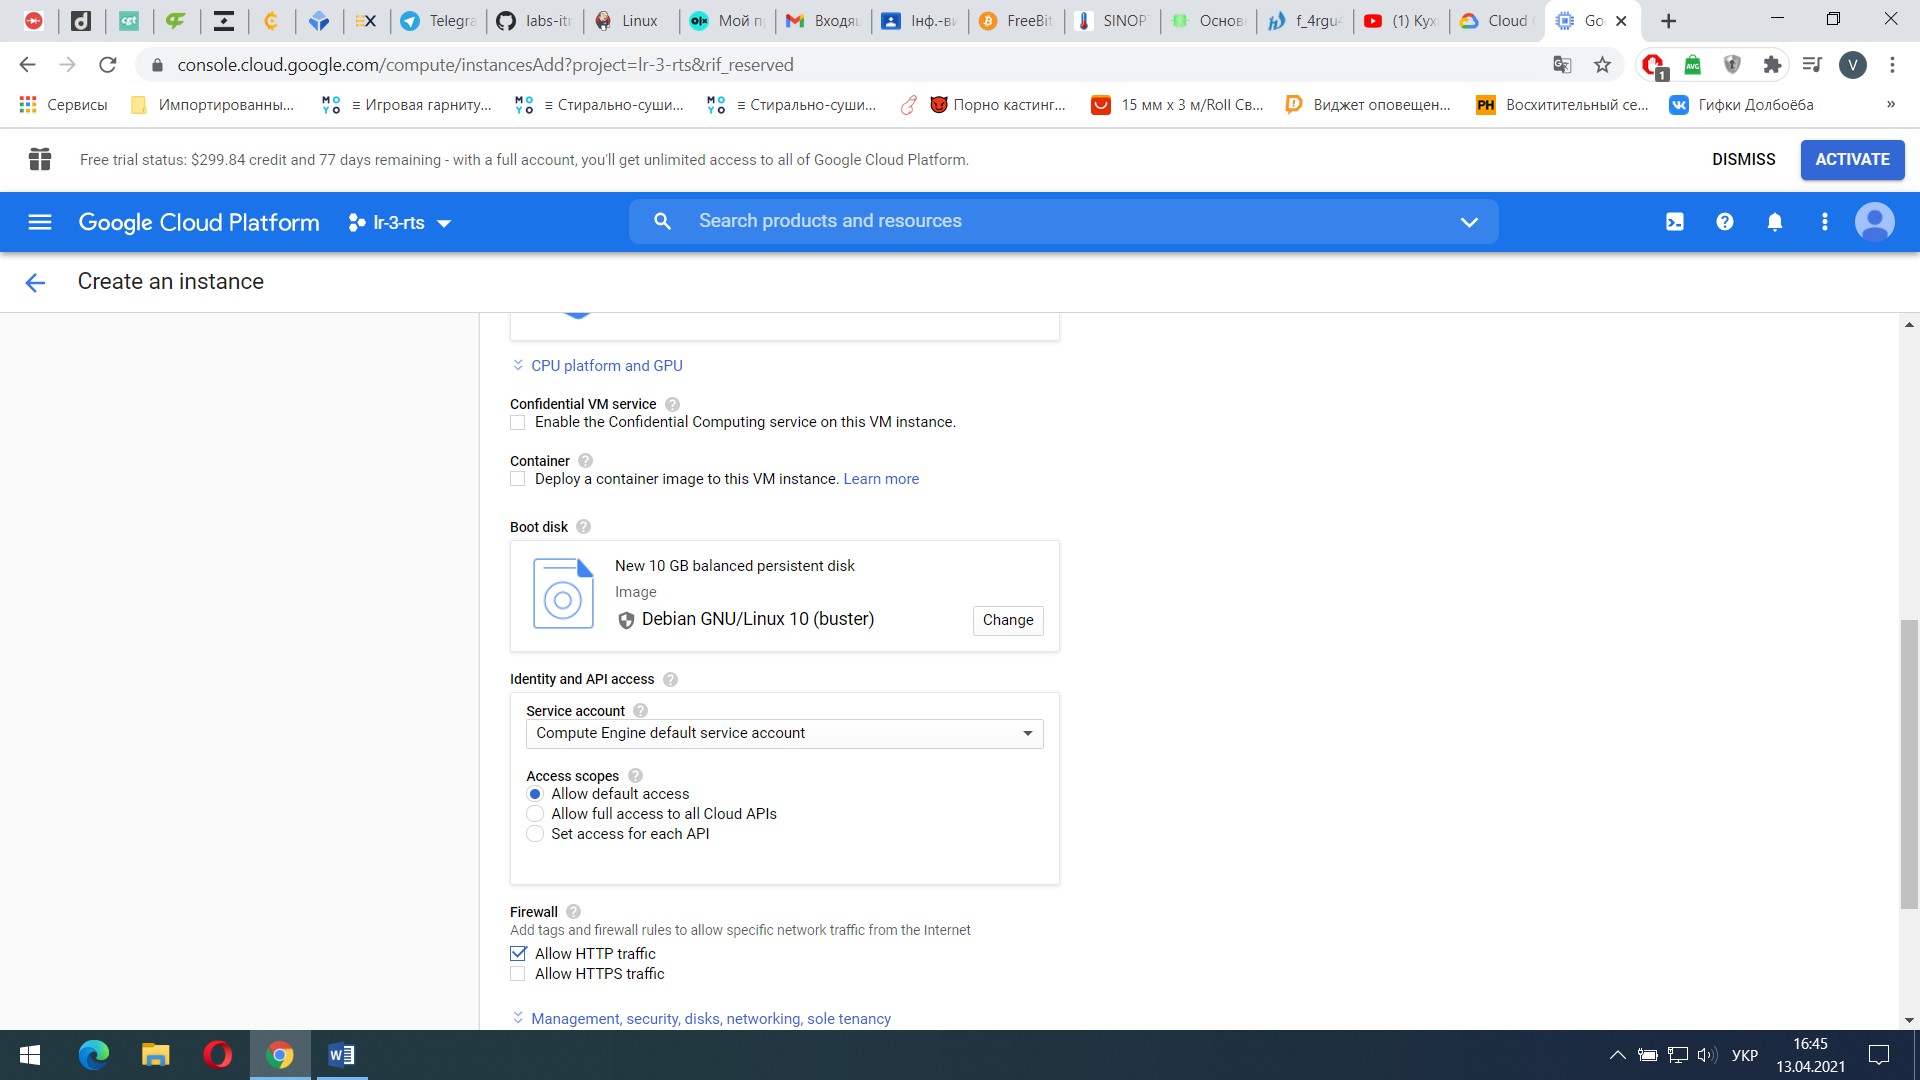 Telegra
labs-itr
Linux
Мой п
Входящ
Інф.-ви
FreeBit
SINOP
Основ
f_4rgu
(1) Кух
Cloud
Go
console.cloud.google.com/compute/instancesAdd?project=lr-3-rts&rif_reserved
1
V
Сервисы
Импортированны...
≡ Игровая гарниту...
≡ Стирально-суши...
≡ Стирально-суши...
Порно кастинг...
15 мм x 3 м/Roll Св...
Виджет оповещен...
PH Восхитительный се...
Гифки Долбоёба
»
Free trial status: $299.84 credit and 77 days remaining - with a full account, you'll get unlimited access to all of Google Cloud Platform.
DISMISS
ACTIVATE
Google Cloud Platform
lr-3-rts
Search products and resources
Create an instance
CPU platform and GPU
Confidential VM service
Enable the Confidential Computing service on this VM instance.
Container
Deploy a container image to this VM instance. Learn more
Boot disk
New 10 GB balanced persistent disk
Image
Debian GNU/Linux 10 (buster)
Change
Identity and API access
Service account
Compute Engine default service account
Access scopes
Allow default access
Allow full access to all Cloud APIs
Set access for each API
Firewall
Add tags and firewall rules to allow specific network traffic from the Internet
Allow HTTP traffic
Allow HTTPS traffic
Management, security, disks, networking, sole tenancy
УКР
16:45
13.04.2021